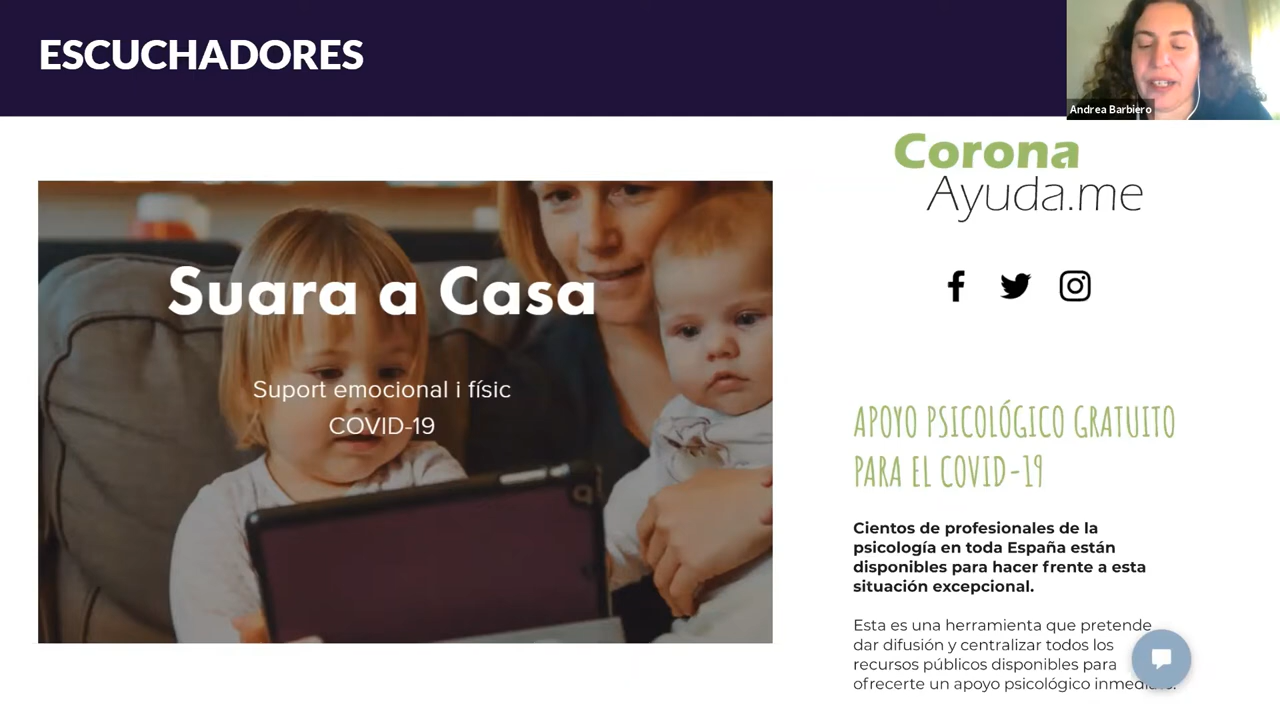 ESCUCHADORES
Andrea Barbiero
Suara a Casa
Suport emocional i físic
COVID-19
Corona
Ayuda.me
APOYO PSICOLÓGICO GRATUITO
PARA EL COVID-19
Cientos de profesionales de la
psicología en toda España están
disponibles para hacer frente a esta
situación excepcional.
Esta es una herramienta que pretende
dar difusión y centralizar todos los
recursos públicos disponibles para
ofrecerte un apoyo psicológico